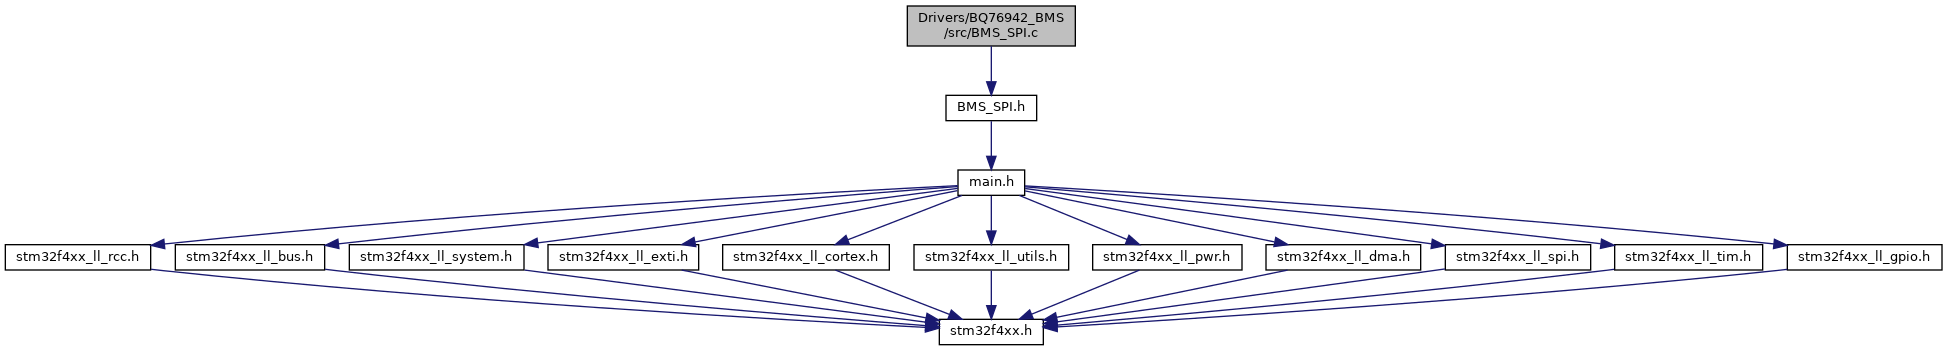 Drivers/BQ76942_BMS
/src/BMS_SPI.c
BMS_SPI.h
main.h
stm32f4xx_ll_rcc.h
stm32f4xx_ll_bus.h
stm32f4xx_ll_system.h
stm32f4xx_ll_exti.h
stm32f4xx_ll_cortex.h
stm32f4xx_ll_utils.h
stm32f4xx_ll_pwr.h
stm32f4xx_ll_dma.h
stm32f4xx_ll_spi.h
stm32f4xx_ll_tim.h
stm32f4xx_ll_gpio.h
stm32f4xx.h